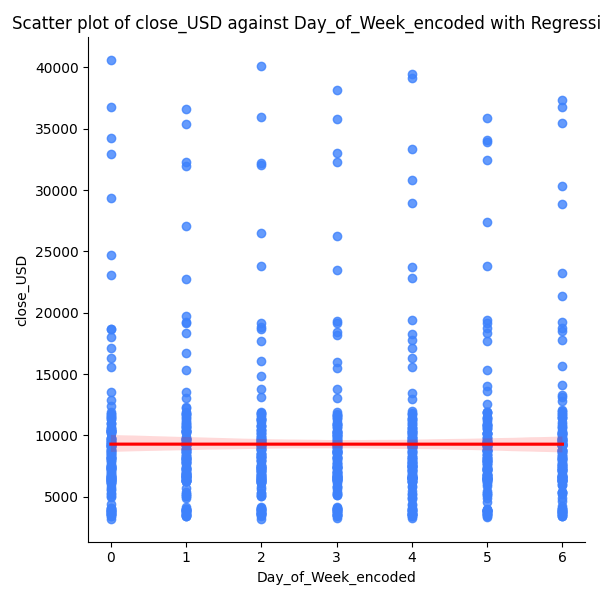 Scatter plot of close_USD against Day_of_Week_encoded with Regressi
40000
35000
30000
25000
20000
15000
10000
5000
close_USD
0 1 2 3 4 5 6
Day_of_Week_encoded